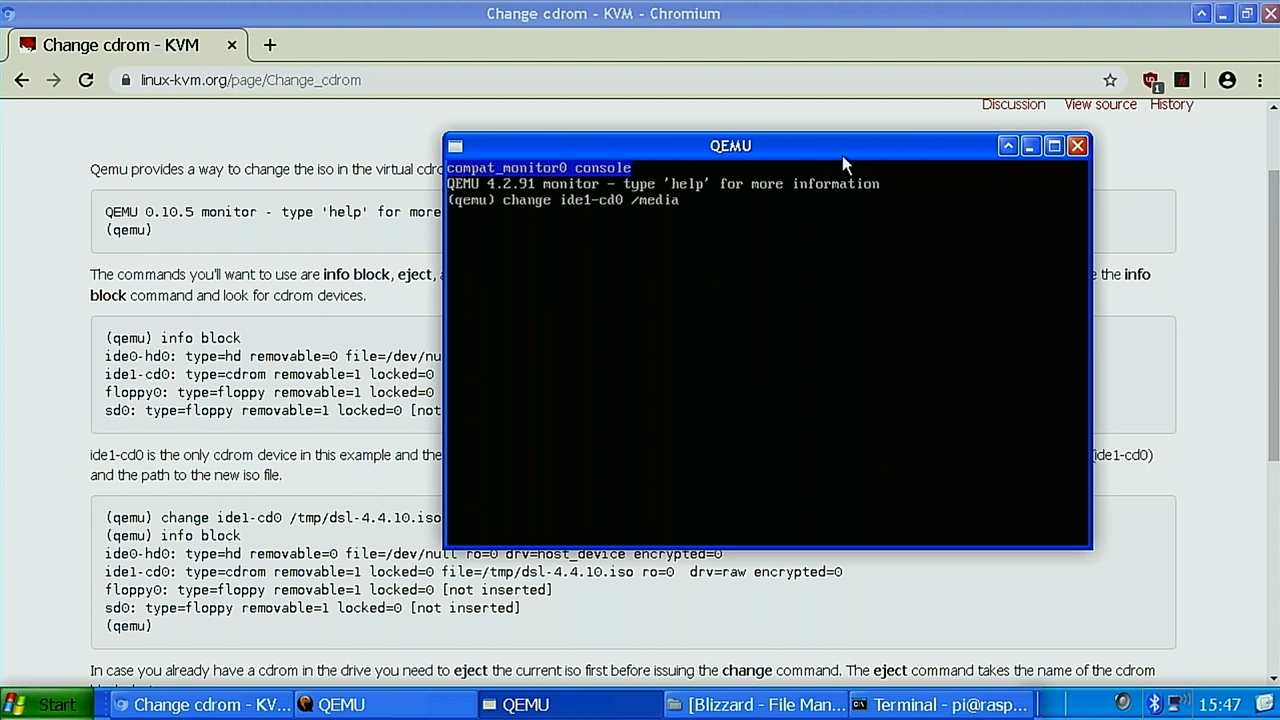 Change cdrom - KVM - Chromium
Change cdrom - KVM
linux-kvm.org/page/Change_cdrom
1
Discussion View source History
Qemu provides a way to change the iso in the virtual cdro
QEMU 0.10.5 monitor - type 'help' for more
(qemu)
The commands you'll want to use are info block, eject, a
the info
block command and look for cdrom devices.
(qemu) info block
ide0-hd0: type=hd removable=0 file=/dev/nul
ide1-cd0: type=cdrom removable=1 locked=0
floppy0: type=floppy removable=1 locked=0
sd0: type=floppy removable=1 locked=0 [not
ide1-cd0 is the only cdrom device in this example and the
(ide1-cd0)
and the path to the new iso file.
(qemu) change ide1-cd0 /tmp/dsl-4.4.10.iso
(qemu) info block
ide0-hd0: type=hd removable=0 file=/dev/null ro=0 drv=host_device encrypted=0
ide1-cd0: type=cdrom removable=1 locked=0 file=/tmp/dsl-4.4.10.iso ro=0 drv=raw encrypted=0
floppy0: type=floppy removable=1 locked=0 [not inserted]
sd0: type=floppy removable=1 locked=0 [not inserted]
(qemu)
In case you already have a cdrom in the drive you need to eject the current iso first before issuing the change command. The eject command takes the name of the cdrom
QEMU
compat_monitor0 console
QEMU 4.2.91 monitor - type 'help' for more information
(qemu) change ide1-cd0 /media
Start
Change cdrom - KV...
QEMU
QEMU
[Blizzard - File Man...
Terminal - pi@rasp...
15:47